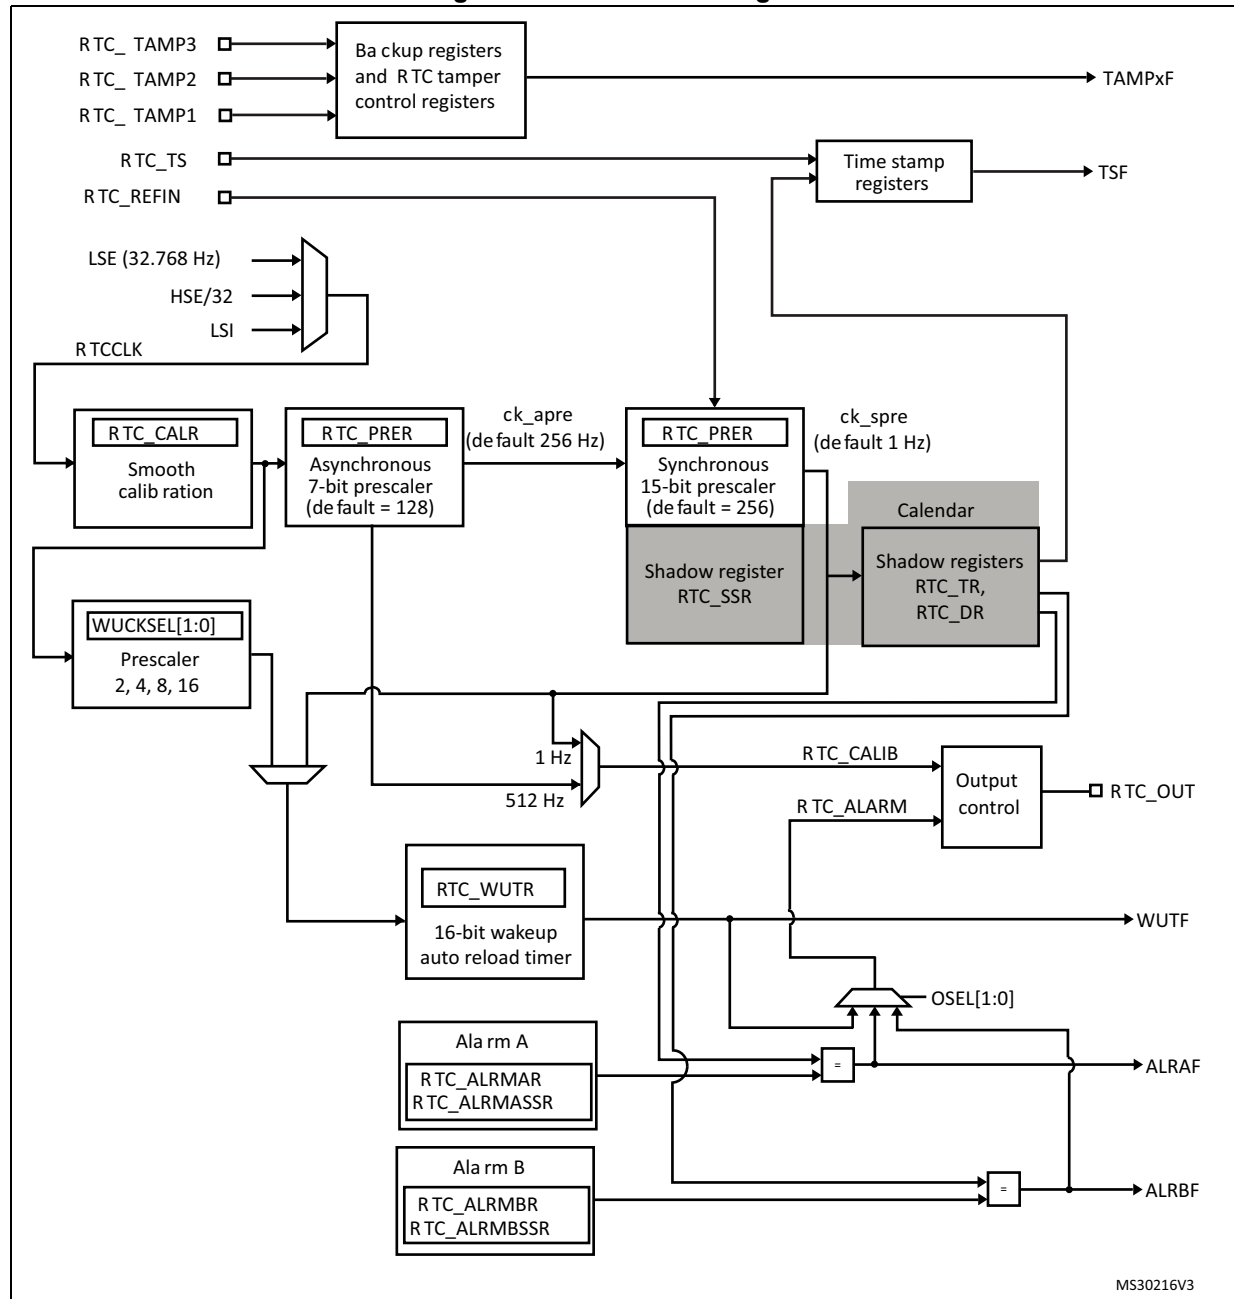 RTC_TAMP3
RTC_TAMP2
RTC_TAMP1
Backup registers
and RTC tamper
control registers
TAMPxF
RTC_TS
RTC_REFIN
Time stamp
registers
TSF
LSE (32.768 Hz)
HSE/32
LSI
RTCCLK
RTC_CALR
Smooth
calibration
RTC_PRER
Asynchronous
7-bit prescaler
(default = 128)
ck_apre
(default 256 Hz)
RTC_PRER
Synchronous
15-bit prescaler
(default = 256)
ck_spre
(default 1 Hz)
Calendar
Shadow register
RTC_SSR
Shadow registers
RTC_TR,
RTC_DR
WUCKSEL[1:0]
Prescaler
2, 4, 8, 16
1 Hz
512 Hz
RTC_CALIB
RTC_ALARM
Output
control
RTC_OUT
RTC_WUTR
16-bit wakeup
auto reload timer
WUTF
OSEL[1:0]
Alarm A
RTC_ALRMAR
RTC_ALRMASSR
=
ALRAF
Alarm B
RTC_ALRMBR
RTC_ALRMBSSR
=
ALRBF
MS30216V3